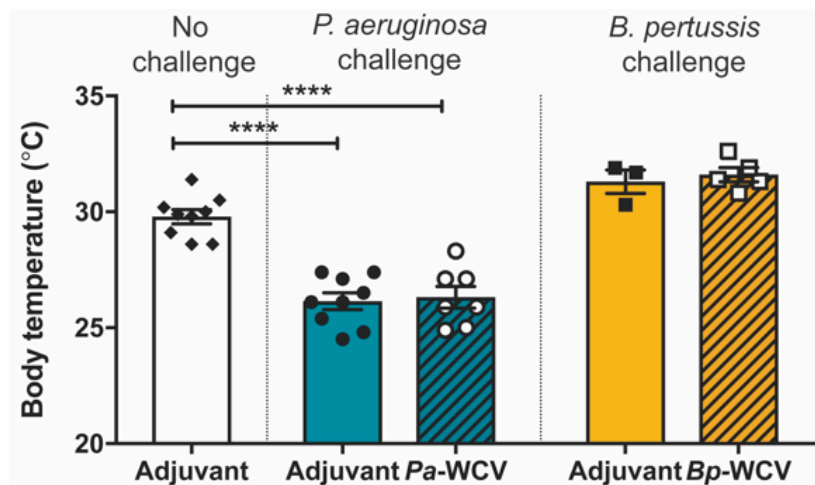 No challenge
P. aeruginosa challenge
B. pertussis challenge
****
****
Body temperature (°C)
35
30
25
20
Adjuvant
Adjuvant
Pa-WCV
Adjuvant
Bp-WCV